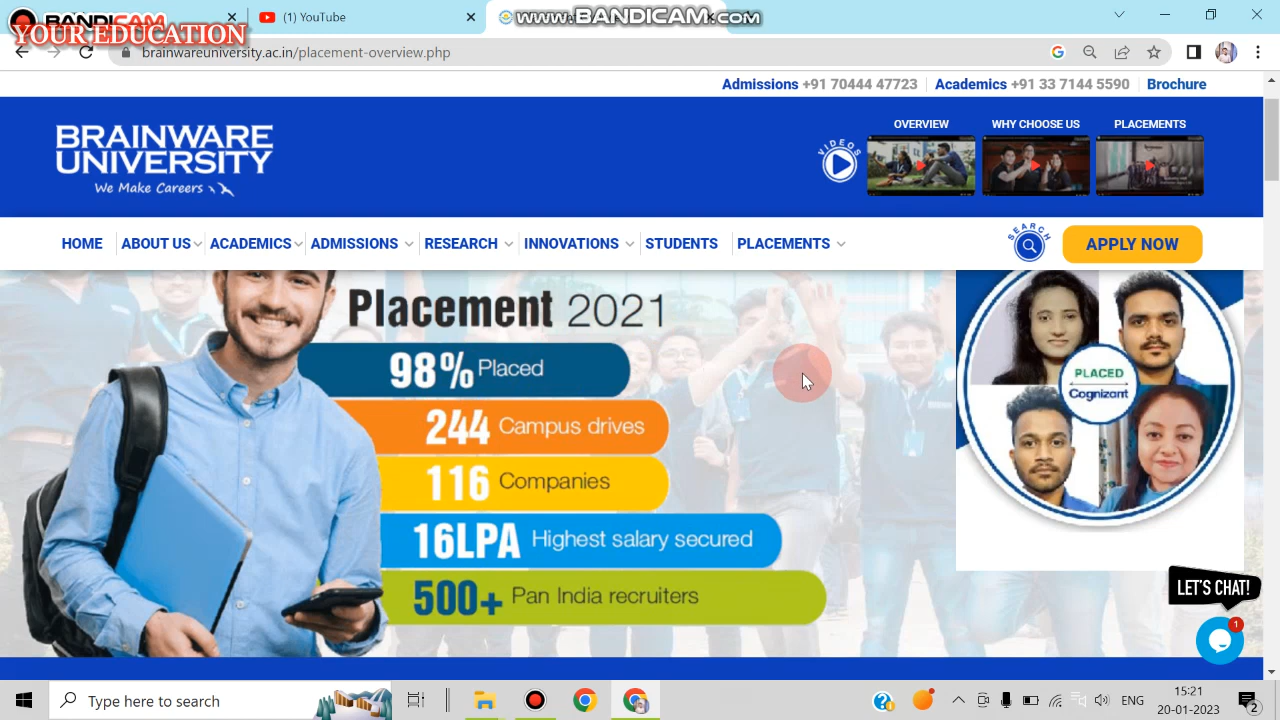 BANDICAM
YOUR EDUCATION
(1) YouTube
www.BANDICAM.COM
brainwareuniversity.ac.in/placement-overview.php
Admissions +91 70444 47723
Academics +91 33 7144 5590
Brochure
BRAINWARE
UNIVERSITY
We Make Careers
VIDEOS
OVERVIEW
WHY CHOOSE US
PLACEMENTS
HOME
ABOUT US
ACADEMICS
ADMISSIONS
RESEARCH
INNOVATIONS
STUDENTS
PLACEMENTS
SEARCH
APPLY NOW
Placement 2021
98% Placed
244 Campus drives
116 Companies
16LPA Highest salary secured
500+ Pan India recruiters
PLACED
Cognizant
LET'S CHAT!
1
Type here to search
ENG
15:21
20-01-2023
2